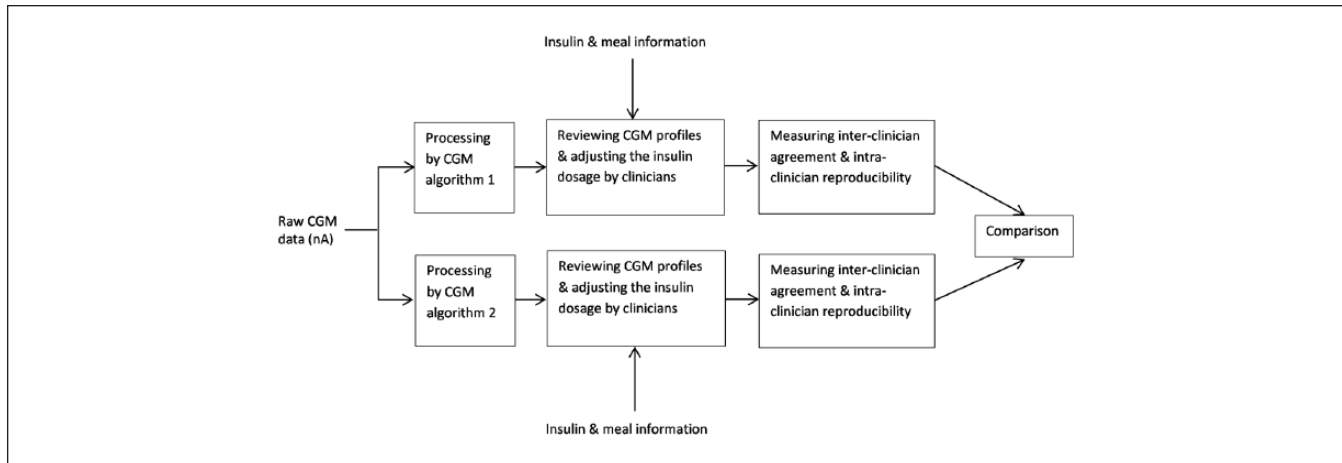 Insulin & meal information
Processing
by CGM
algorithm 1
Reviewing CGM profiles
& adjusting the insulin
dosage by clinicians
Measuring inter-clinician
agreement & intra-
clinician reproducibility
Raw CGM
data (nA)
Comparison
Processing
by CGM
algorithm 2
Reviewing CGM profiles
& adjusting the insulin
dosage by clinicians
Measuring inter-clinician
agreement & intra-
clinician reproducibility
Insulin & meal information